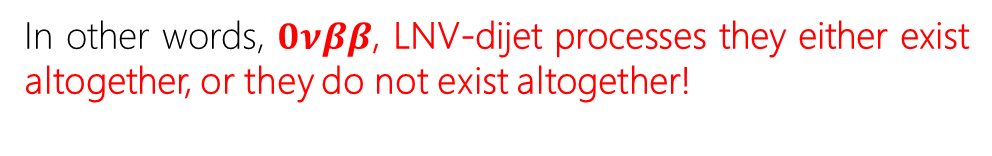 In other words, 0νββ, LNV-dijet processes they either exist
altogether, or they do not exist altogether!